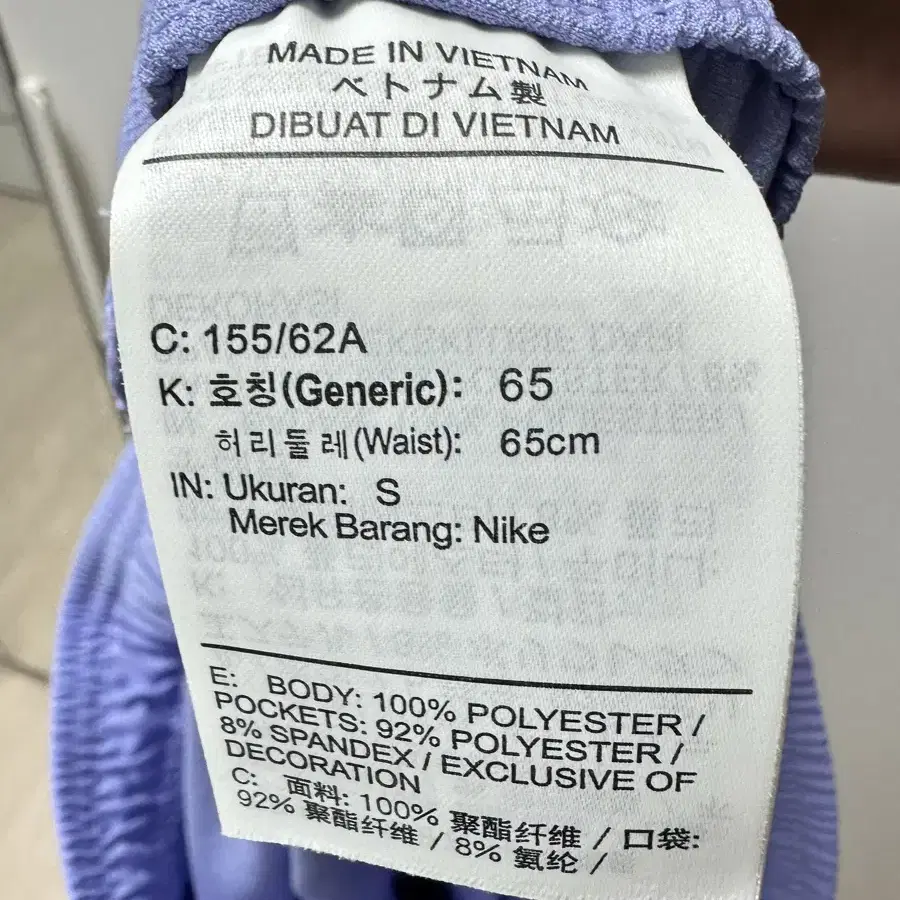 MADE IN VIETNAM
ベトナム製
DIBUAT DI VIETNAM
C: 155/62A
K: 호칭(Generic): 65
허리둘레(Waist): 65cm
IN: Ukuran: S
Merek Barang: Nike
E: BODY: 100% POLYESTER /
POCKETS: 92% POLYESTER /
8% SPANDEX / EXCLUSIVE OF
DECORATION
C: 面料: 100% 聚酯纤维 / 口袋:
92% 聚酯纤维 / 8% 氨纶 /